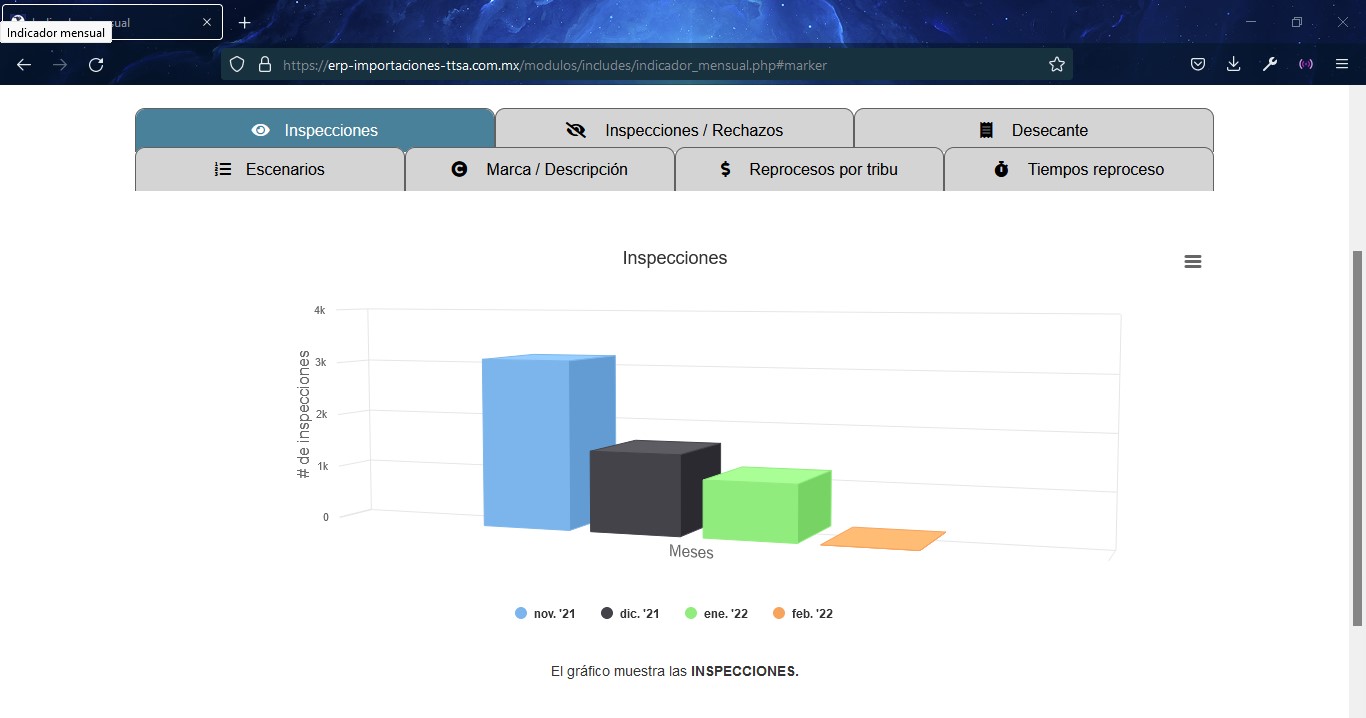 Indicador mensual
https://erp-importaciones-ttsa.com.mx/modulos/includes/indicador_mensual.php#marker
Inspecciones
Inspecciones / Rechazos
Desecante
Escenarios
Marca / Descripción
Reprocesos por tribu
Tiempos reproceso
Inspecciones
# de inspecciones
4k
3k
2k
1k
0
Meses
nov. '21
dic. '21
ene. '22
feb. '22
El gráfico muestra las INSPECCIONES.